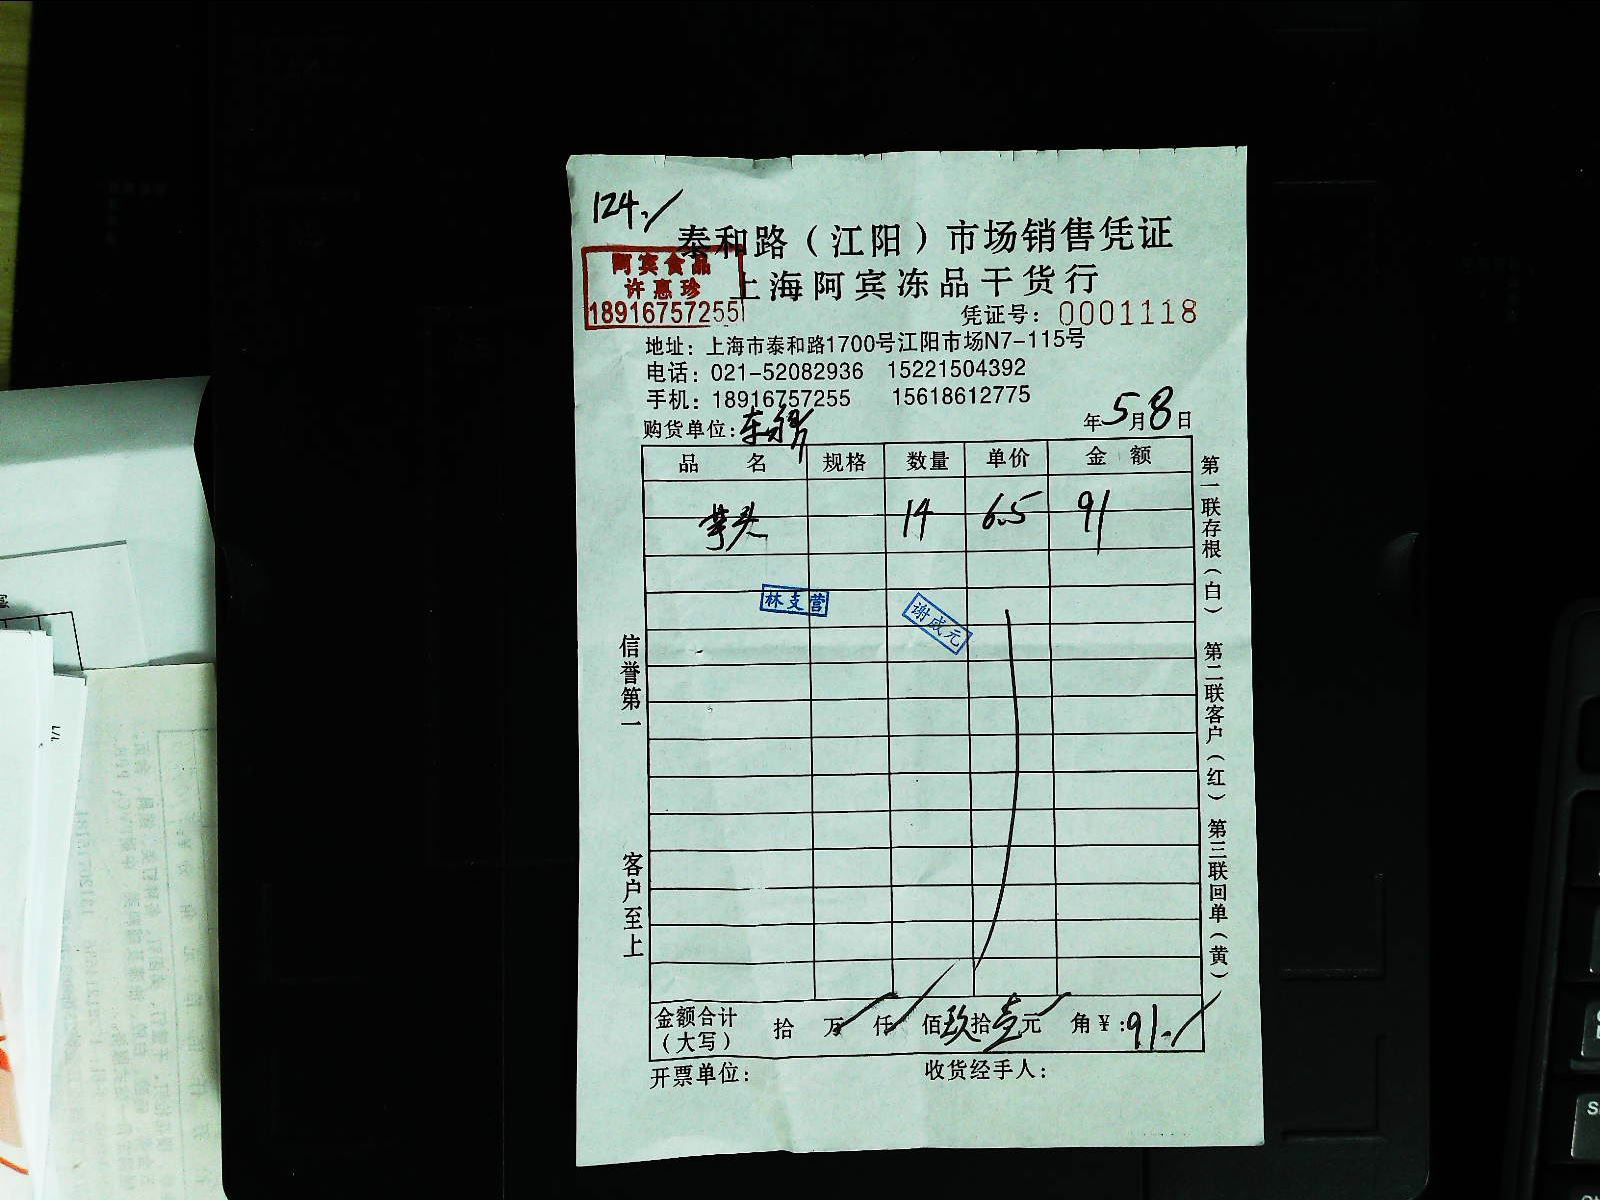 124.
泰和路（江阳）市场销售凭证
上海阿宾冻品干货行
阿宾食品
许惠珍
18916757255
凭证号：0001118
地址：上海市泰和路1700号江阳市场N7-115号
电话：021-52082936 15221504392
手机：18916757255 15618612775
购货单位: 年5月8日
品 名 规格 数量 单价 金 额
芋头 14 6.5 91
林支营
谢成元
信誉第一
客户至上
第一联存根（白） 第二联客户（红） 第三联回单（黄）
金额合计 拾 万 仟 佰玖拾壹元 角￥:91.
（大写）
开票单位: 收货经手人: